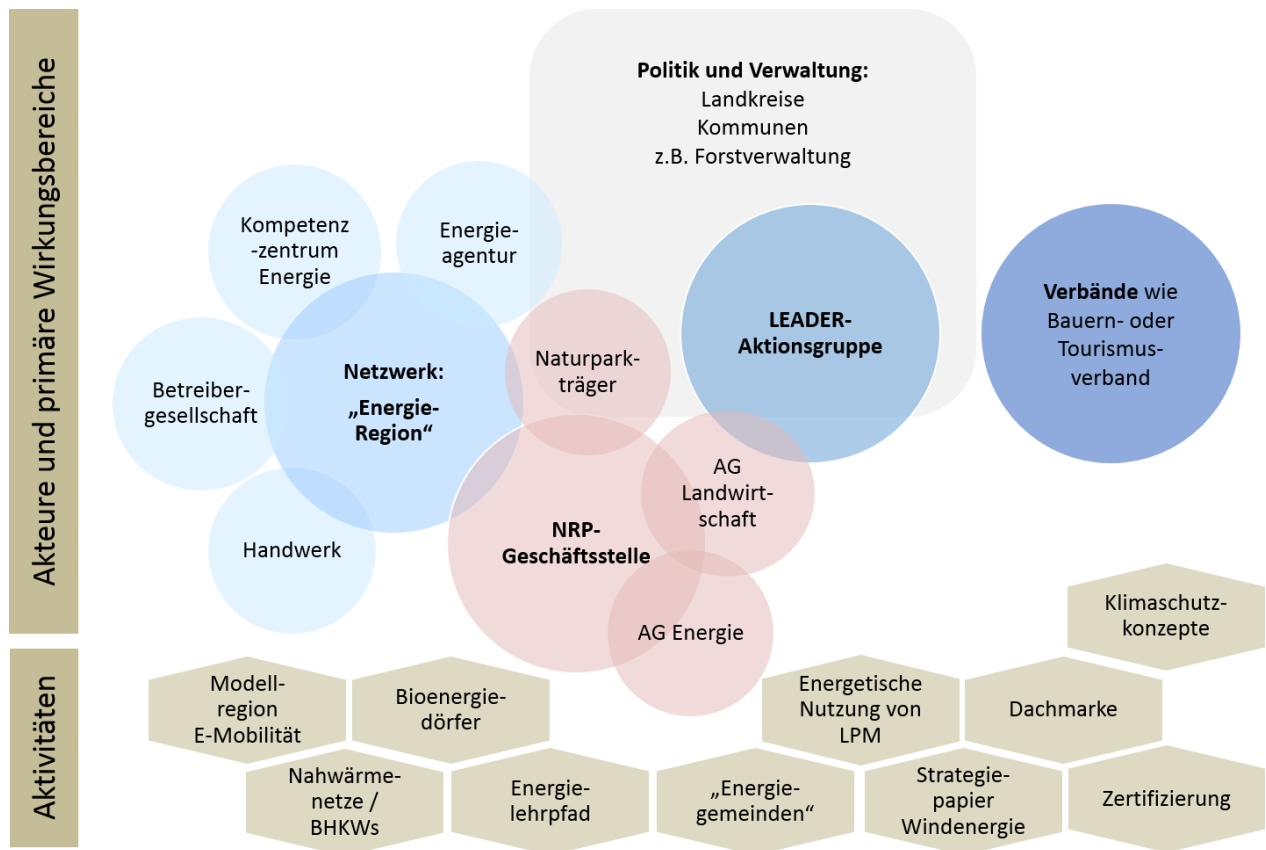 Akteure und primäre Wirkungsbereiche
Politik und Verwaltung:
Landkreise
Kommunen
z.B. Forstverwaltung
Kompetenz
-zentrum
Energie
Energie-
agentur
Netzwerk:
„Energie-
Region“
Betreiber-
gesellschaft
Handwerk
Naturpark-
träger
LEADER-
Aktionsgruppe
Verbände wie
Bauern- oder
Tourismus-
verband
NRP-
Geschäftsstelle
AG
Landwirt-
schaft
AG Energie
Aktivitäten
Klimaschutz-
konzepte
Modell-
region
E-Mobilität
Bioenergie-
dörfer
Energetische
Nutzung von
LPM
Dachmarke
Nahwärme-
netze /
BHKWs
Energie-
lehrpfad
„Energie-
gemeinden“
Strategie-
papier
Windenergie
Zertifizierung